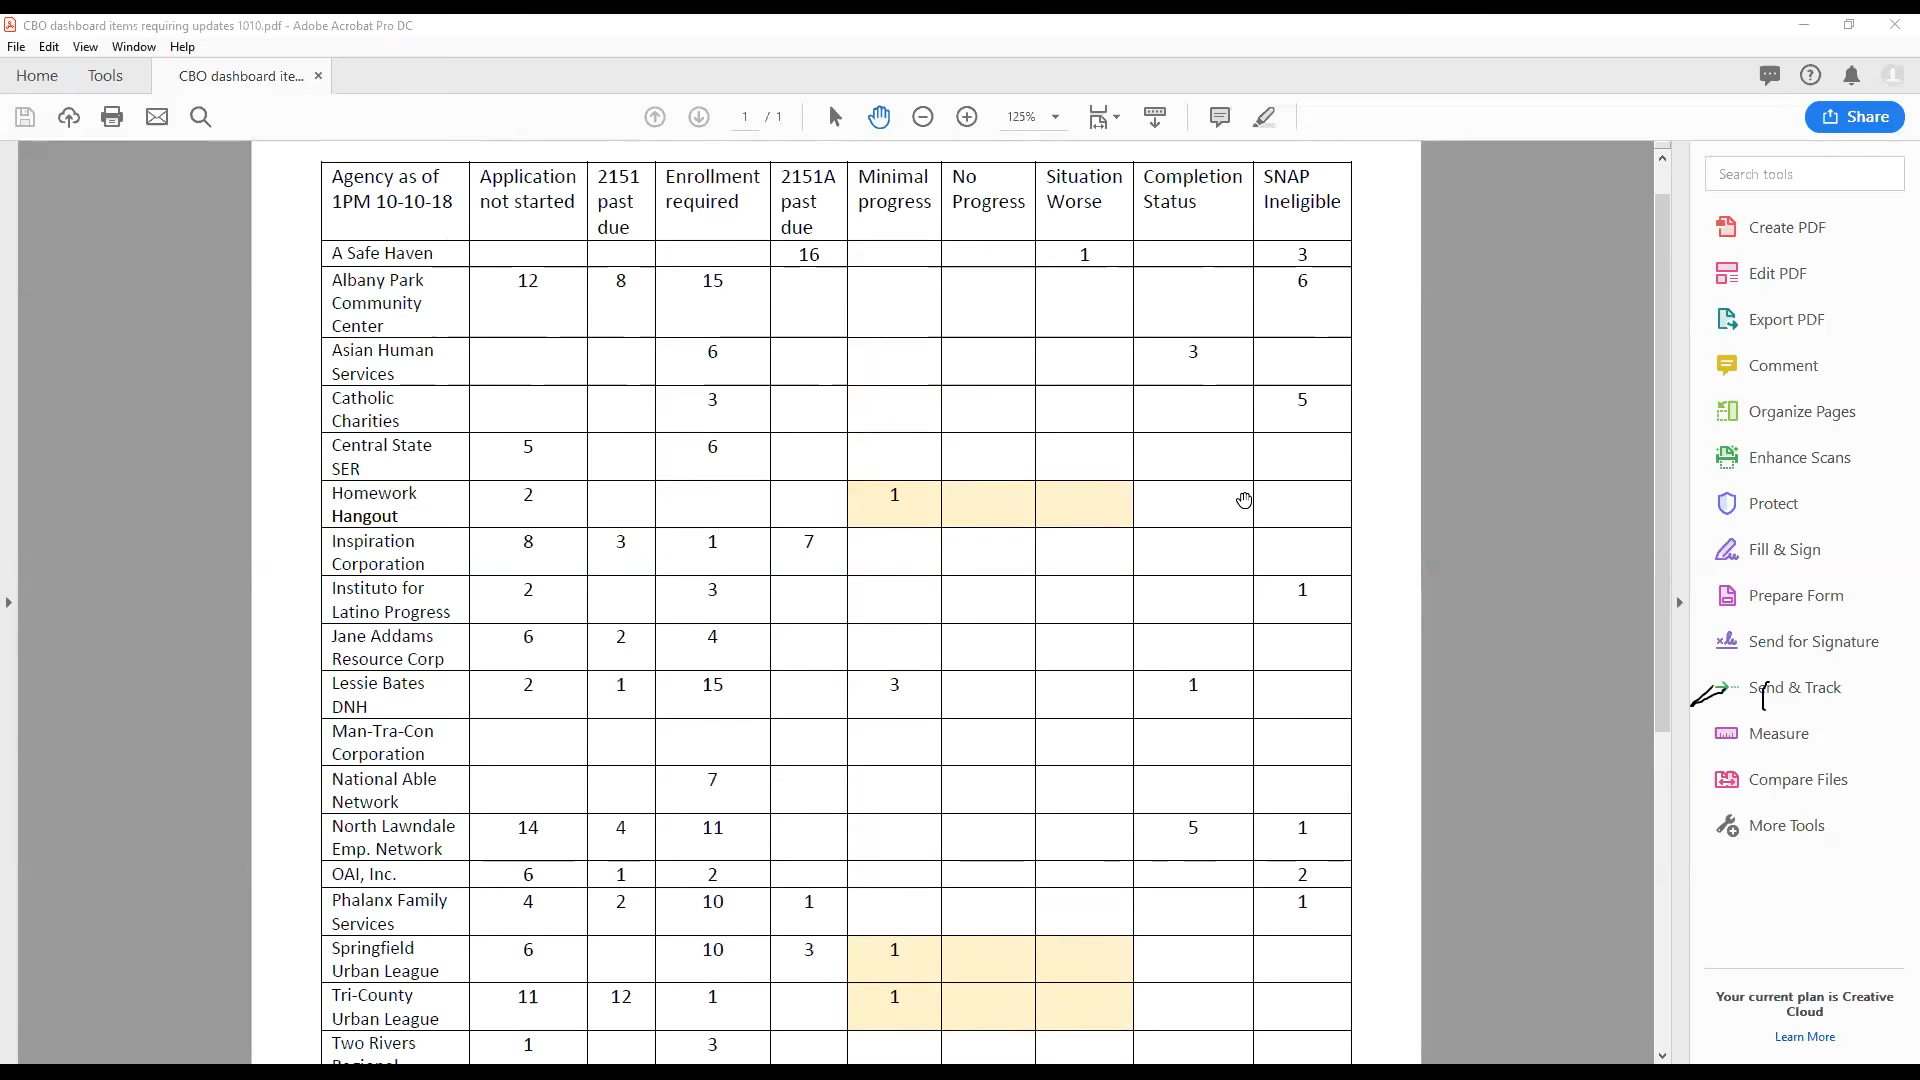 CBO dashboard items requiring updates 1010.pdf - Adobe Acrobat Pro DC
File Edit View Window Help
Home Tools CBO dashboard ite... ×
1 / 1 125% Share
Search tools
Agency as of 1PM 10-10-18 Application not started 2151 past due Enrollment required 2151A past due Minimal progress No Progress Situation Worse Completion Status SNAP Ineligible
A Safe Haven 16 1 3
Albany Park Community Center 12 8 15 6
Asian Human Services 6 3
Catholic Charities 3 5
Central State SER 5 6
Homework Hangout 2 1
Inspiration Corporation 8 3 1 7
Instituto for Latino Progress 2 3 1
Jane Addams Resource Corp 6 2 4
Lessie Bates DNH 2 1 15 3 1
Man-Tra-Con Corporation
National Able Network 7
North Lawndale Emp. Network 14 4 11 5 1
OAI, Inc. 6 1 2 2
Phalanx Family Services 4 2 10 1 1
Springfield Urban League 6 10 3 1
Tri-County Urban League 11 12 1 1
Two Rivers 1 3
Create PDF
Edit PDF
Export PDF
Comment
Organize Pages
Enhance Scans
Protect
Fill & Sign
Prepare Form
Send for Signature
Send & Track
Measure
Compare Files
More Tools
Your current plan is Creative
Cloud
Learn More